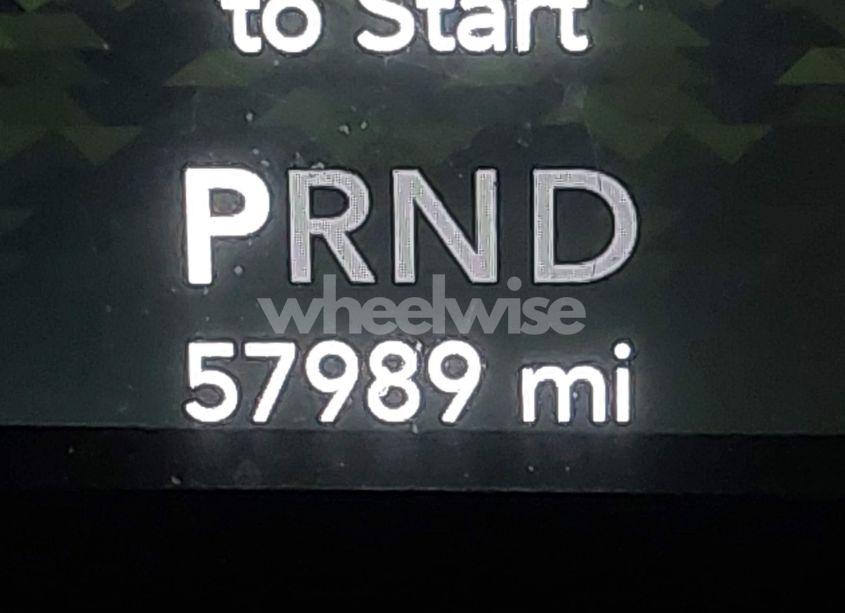 to Start
PRND
wheelwise
57989 mi